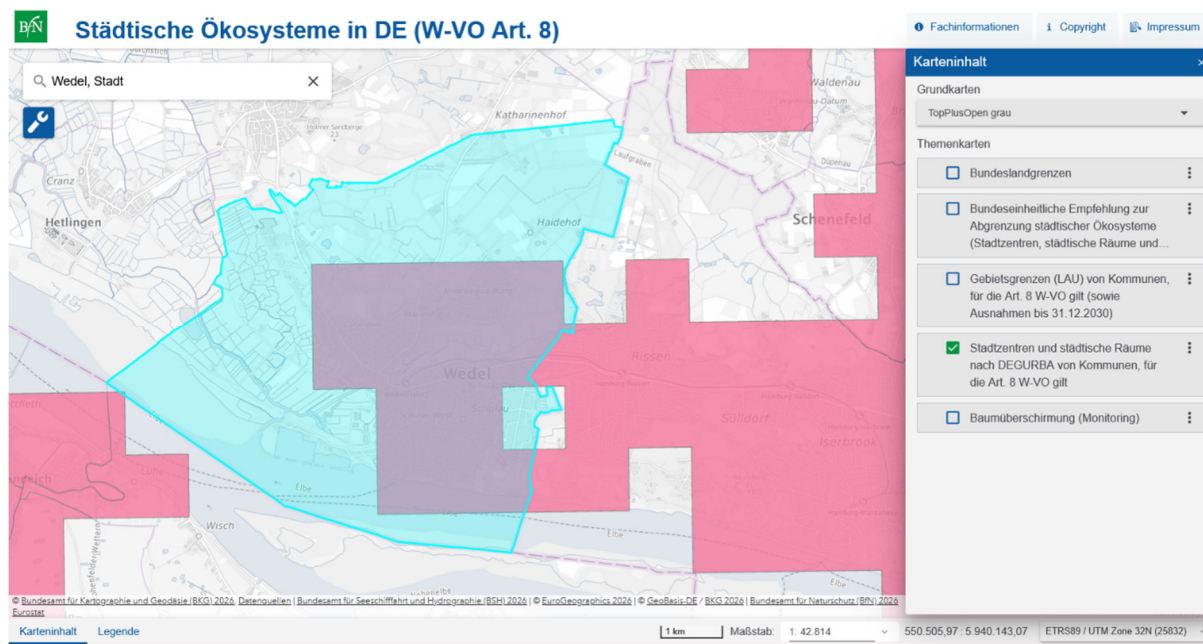 BfN
Städtische Ökosysteme in DE (W-VO Art. 8)
Fachinformationen
Copyright
Impressum
Wedel, Stadt
Karteninhalt
Grundkarten
TopPlusOpen grau
Themenkarten
Bundeslandgrenzen
Bundeseinheitliche Empfehlung zur
Abgrenzung städtischer Ökosysteme
(Stadtzentren, städtische Räume und...
Gebietsgrenzen (LAU) von Kommunen,
für die Art. 8 W-VO gilt (sowie
Ausnahmen bis 31.12.2030)
Stadtzentren und städtische Räume
nach DEGURBA von Kommunen, für
die Art. 8 W-VO gilt
Baumüberschirmung (Monitoring)
Waldenau
Katharinenhof
Holmer Sandberge
23
Laufgraben
Düpenau
Cranz
Hetlingen
Haidehof
Schenefeld
Rissen
Wedel
Schulau
Sülldorf
Iserbrook
Lühe
Elbe
Wisch
Elbe
Elbe
© Bundesamt für Kartographie und Geodäsie (BKG) 2026, Datenquellen | Bundesamt für Seeschifffahrt und Hydrographie (BSH) 2026 | © EuroGeographics 2026 | © GeoBasis-DE / BKG 2026 | Bundesamt für Naturschutz (BfN) 2026
Eurostat
Karteninhalt
Legende
1 km
Maßstab:
1: 42.814
550.505,97 : 5.940.143,07
ETRS89 / UTM Zone 32N (25832)